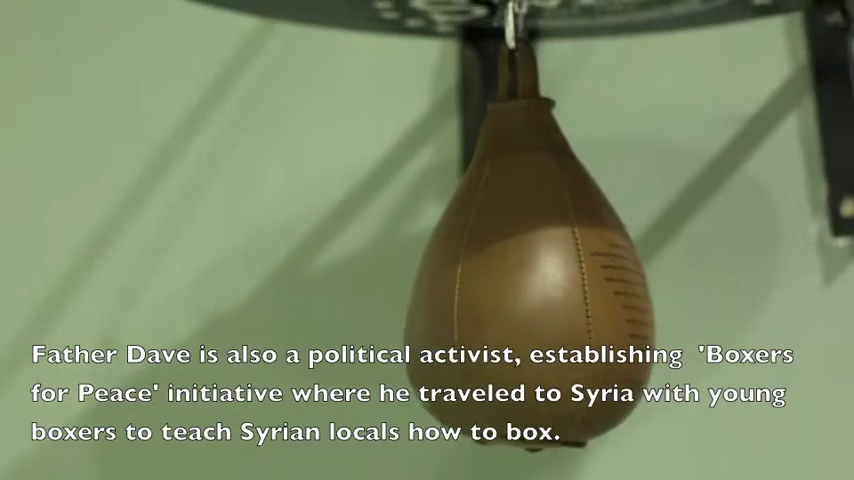 Father Dave is also a political activist, establishing 'Boxers
for Peace' initiative where he traveled to Syria with young
boxers to teach Syrian locals how to box.